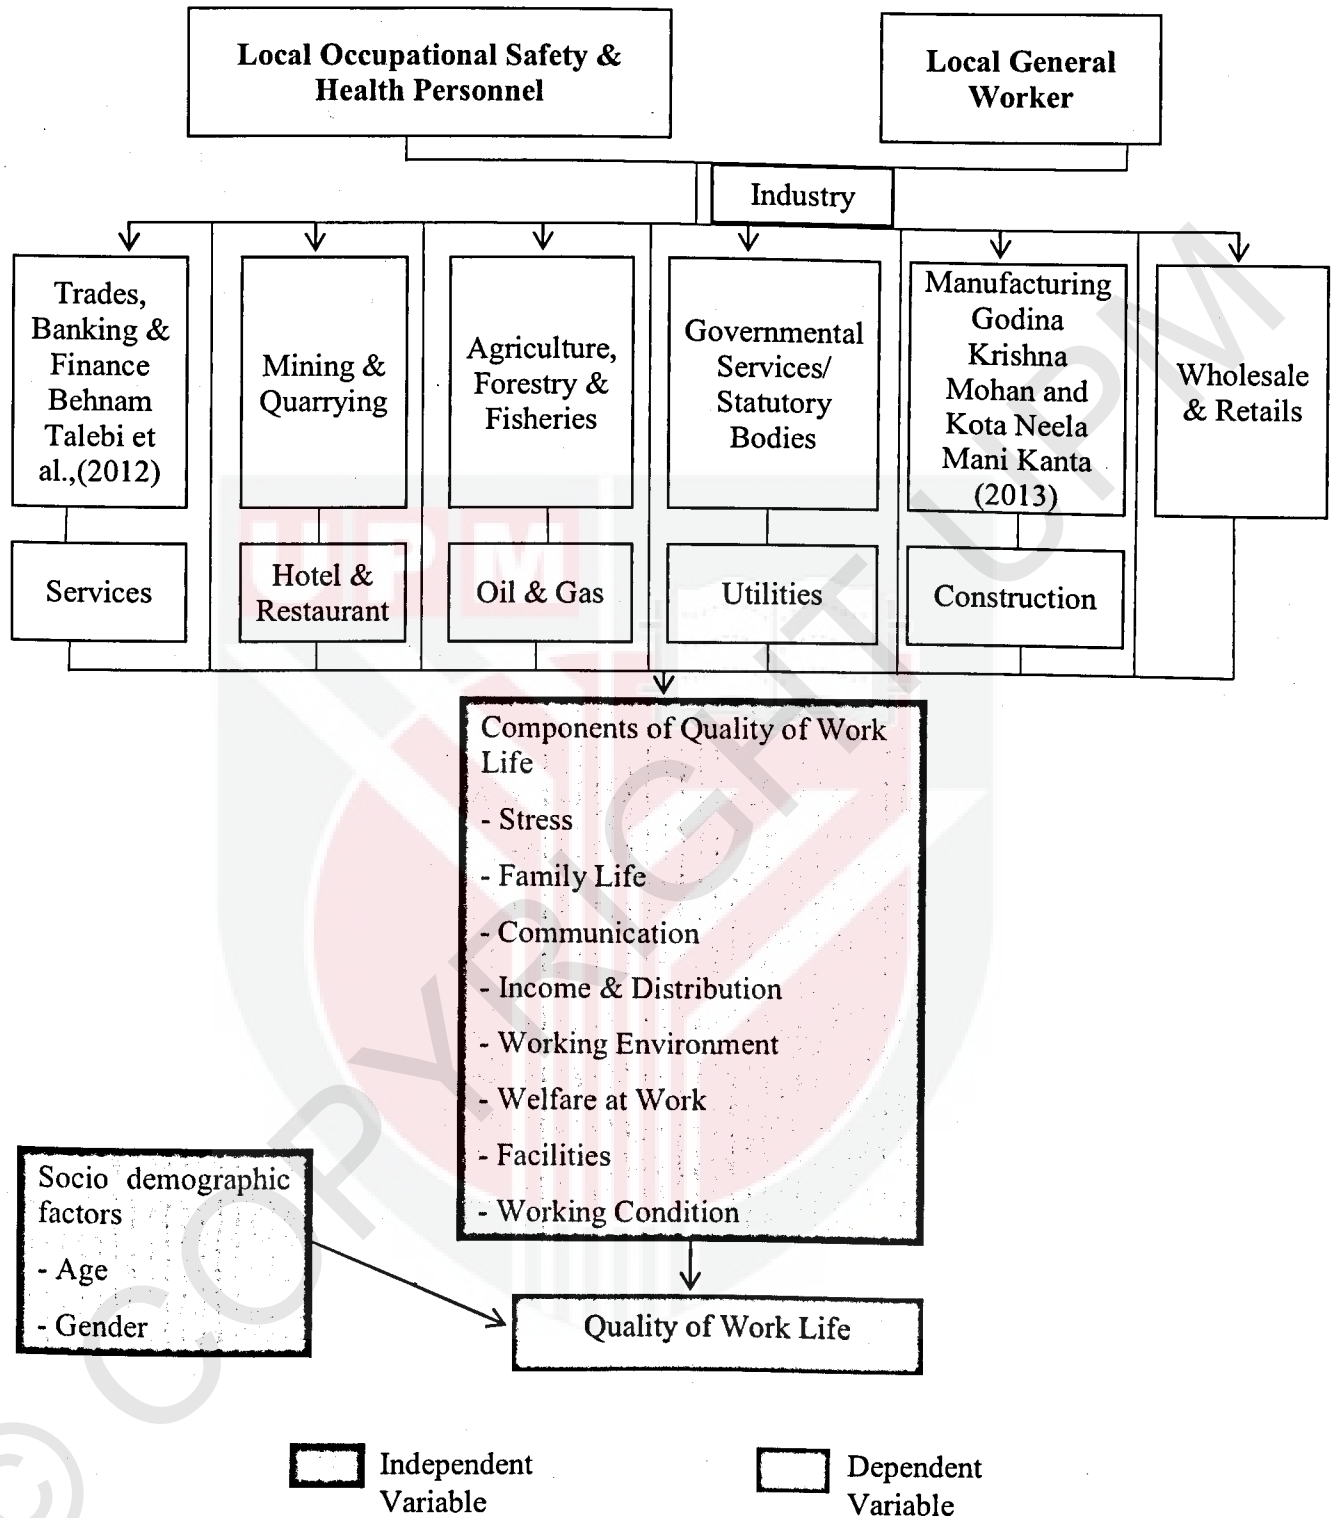 Local Occupational Safety &
Health Personnel
Local General
Worker
Industry
Trades,
Banking &
Finance
Behnam
Talebi et
al.,(2012)
Mining &
Quarrying
Agriculture,
Forestry &
Fisheries
Governmental
Services/
Statutory
Bodies
Manufacturing
Godina
Krishna
Mohan and
Kota Neela
Mani Kanta
(2013)
Wholesale
& Retails
Services
Hotel &
Restaurant
Oil & Gas
Utilities
Construction
Components of Quality of Work
Life
- Stress
- Family Life
- Communication
- Income & Distribution
- Working Environment
- Welfare at Work
- Facilities
- Working Condition
Socio demographic
factors
- Age
- Gender
Quality of Work Life
Independent
Variable
Dependent
Variable
UPM
© COPYRIGHT UPM